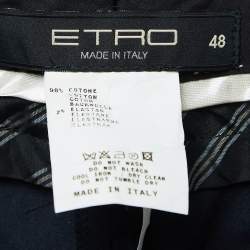 ETRO
MADE IN ITALY
48
98% COTONE
COTTON
COTON
BAUMWOLLE
2% ELASTAN
ELASTANE
ELASTHANNE
ELASTAN
DO NOT WASH
DO NOT BLEACH
COOL IRON DRY CLEAN
DO NOT TUMBLE DRY
MADE IN ITALY